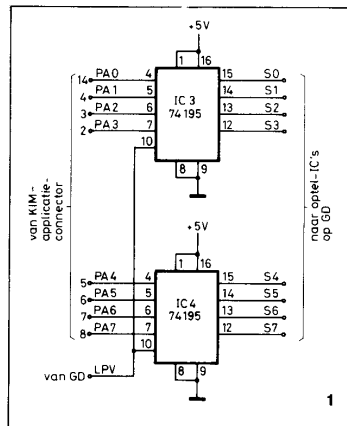 +5V
1 16
14 PA0 4 15 S0
4 PA1 5 14 S1
3 PA2 6 13 S2
2 PA3 7 12 S3
10
IC 3
74195
8 9
van KIM-
applicatie-
connector
naar optel-IC's
op GD
+5V
1 16
5 PA4 4 15 S4
6 PA5 5 14 S5
7 PA6 6 13 S6
8 PA7 7 12 S7
10
IC 4
74195
8 9
van GD LPV
1